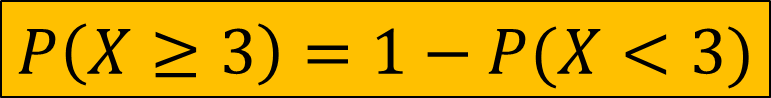 P(X ≥ 3) = 1 − P(X < 3)